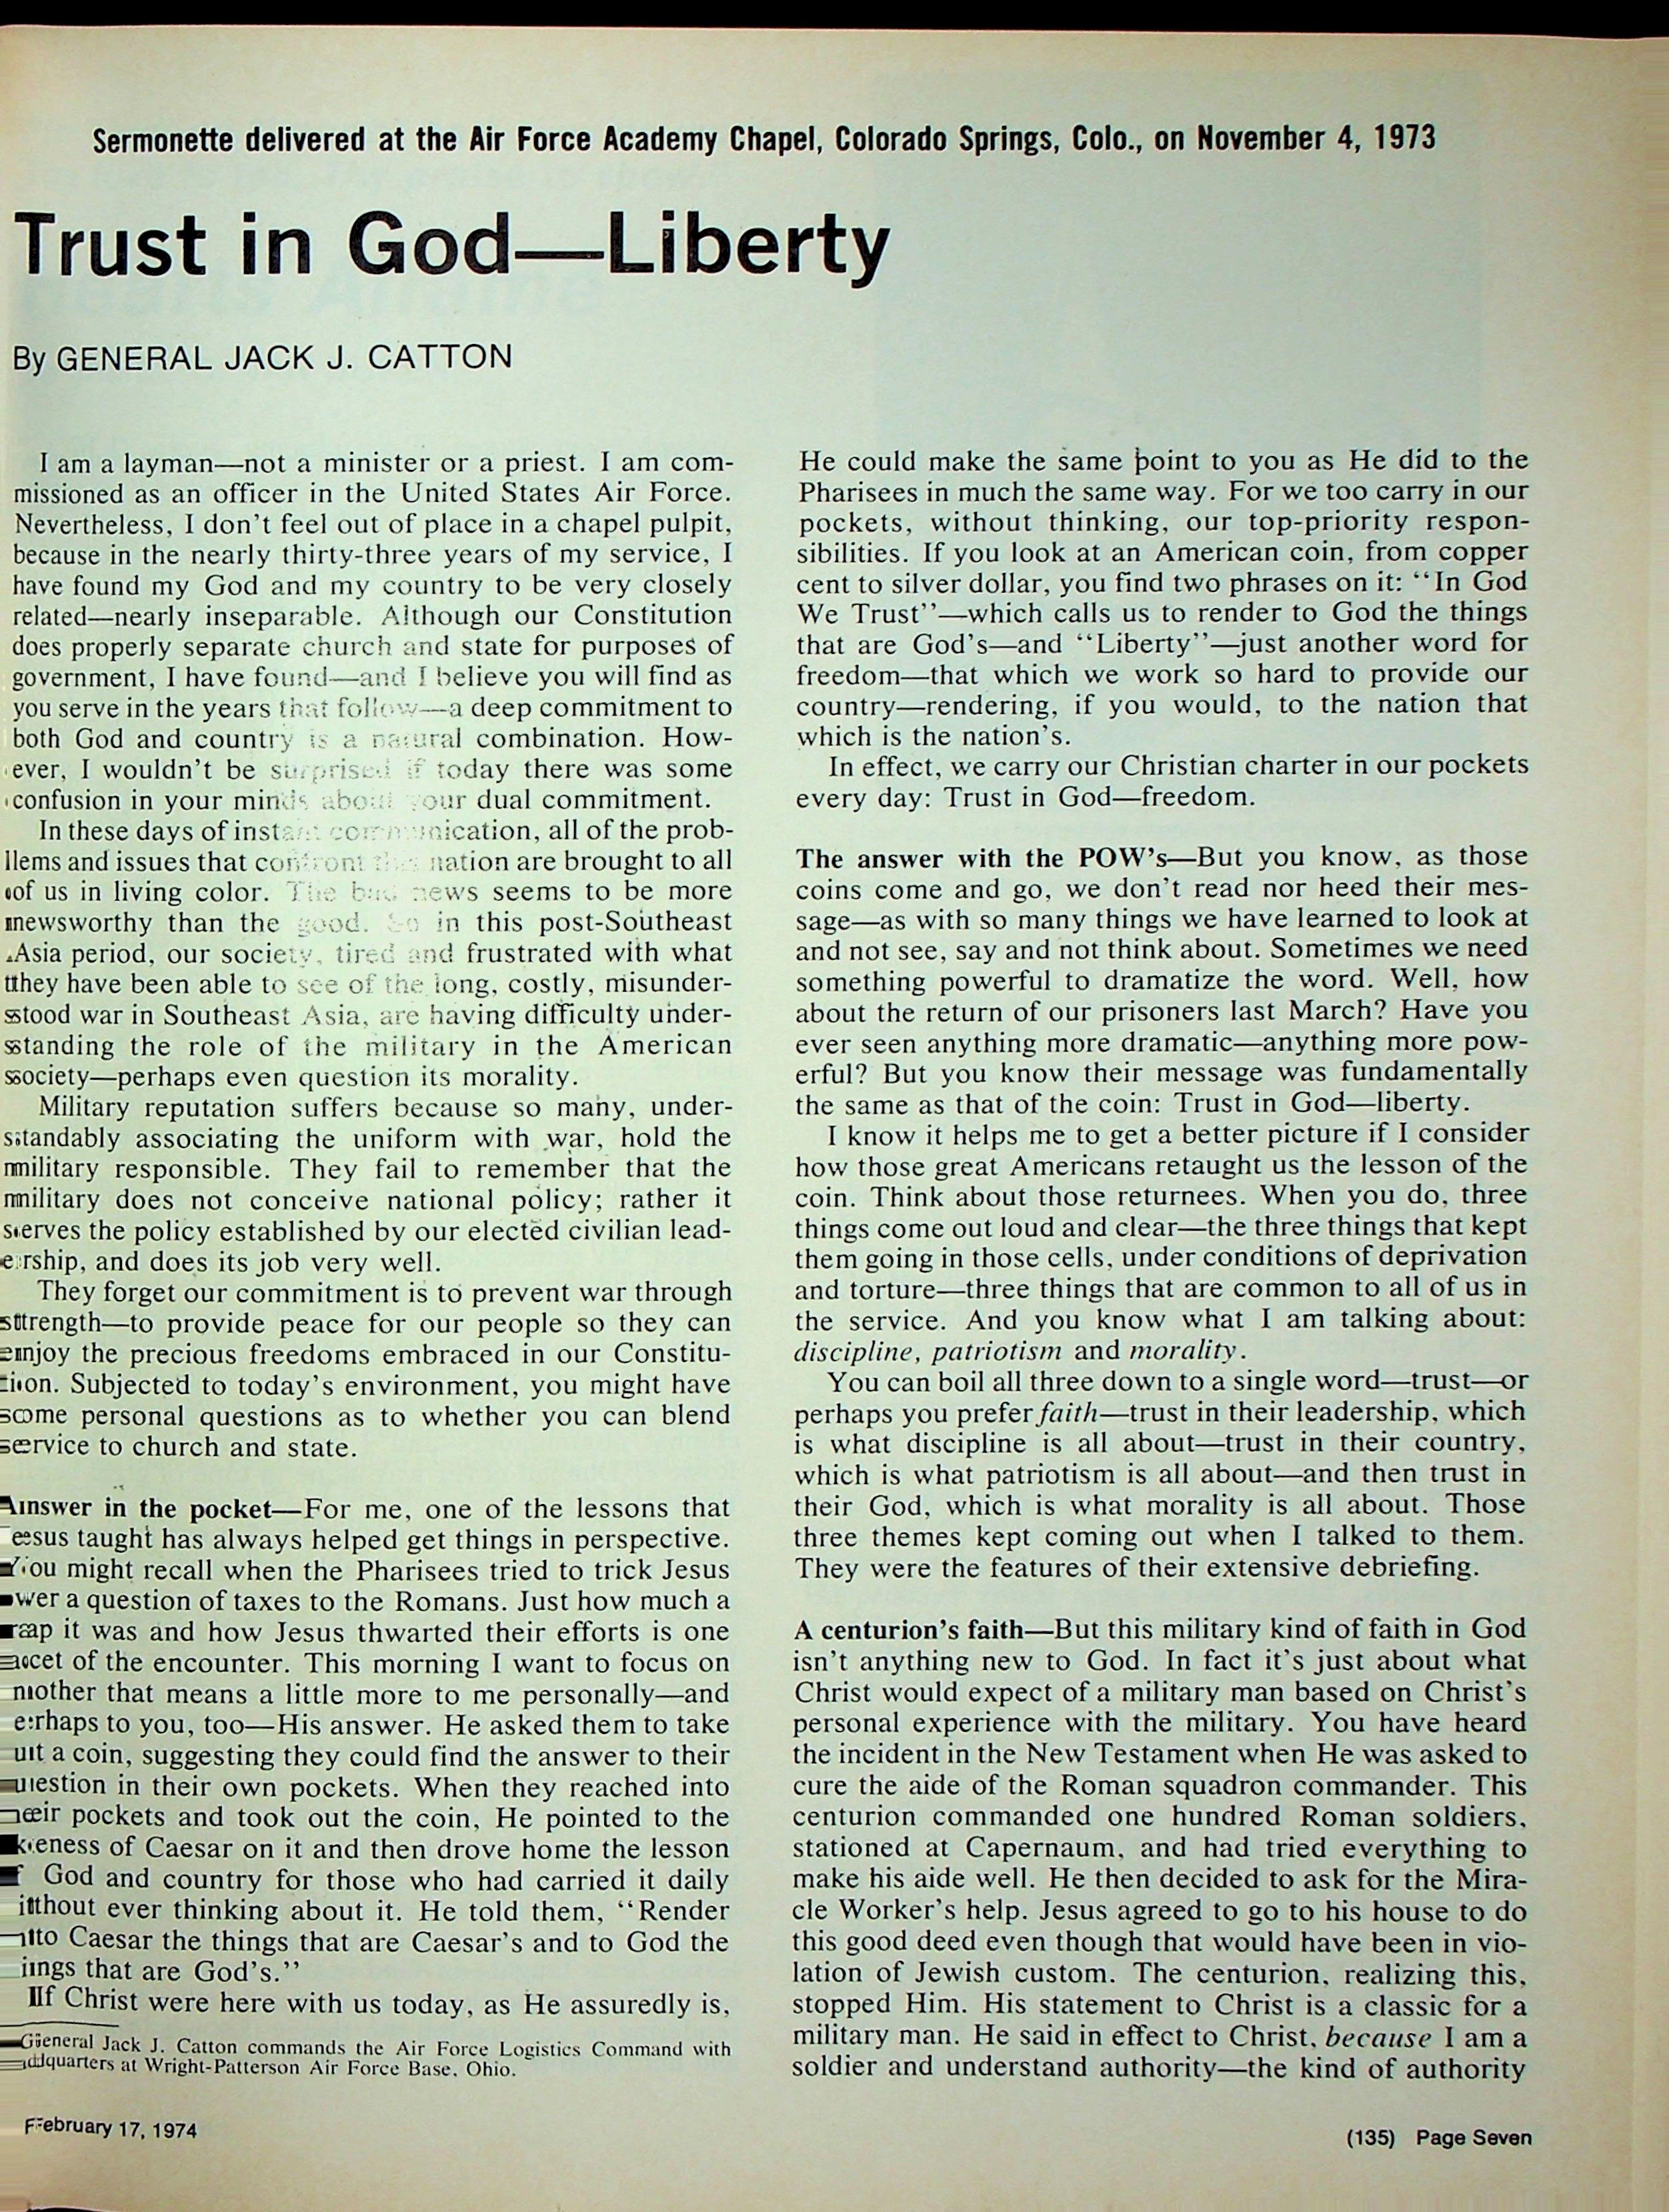 Sermonette delivered at the Air Force Academy Chapel, Colorado Springs, Colo., on November 4, 1973
Trust in God—Liberty
By GENERAL JACK J. CATTON
I am a layman—not a minister or a priest. I am com-
missioned as an officer in the United States Air Force.
Nevertheless, I don't feel out of place in a chapel pulpit,
because in the nearly thirty-three years of my service, I
have found my God and my country to be very closely
related—nearly inseparable. Although our Constitution
does properly separate church and state for purposes of
government, I have found—and I believe you will find as
you serve in the years that follow—a deep commitment to
both God and country is a natural combination. How-
ever, I wouldn't be surprised if today there was some
confusion in your minds about your dual commitment.
In these days of instant communication, all of the prob-
lems and issues that confront this nation are brought to all
of us in living color. The bad news seems to be more
newsworthy than the good. So in this post-Southeast
Asia period, our society, tired and frustrated with what
they have been able to see of the long, costly, misunder-
stood war in Southeast Asia, are having difficulty under-
standing the role of the military in the American
society—perhaps even question its morality.
Military reputation suffers because so many, under-
standably associating the uniform with war, hold the
military responsible. They fail to remember that the
military does not conceive national policy; rather it
serves the policy established by our elected civilian lead-
ership, and does its job very well.
They forget our commitment is to prevent war through
strength—to provide peace for our people so they can
enjoy the precious freedoms embraced in our Constitu-
tion. Subjected to today's environment, you might have
some personal questions as to whether you can blend
service to church and state.
Answer in the pocket—For me, one of the lessons that
Jesus taught has always helped get things in perspective.
You might recall when the Pharisees tried to trick Jesus
over a question of taxes to the Romans. Just how much a
trap it was and how Jesus thwarted their efforts is one
facet of the encounter. This morning I want to focus on
another that means a little more to me personally—and
perhaps to you, too—His answer. He asked them to take
out a coin, suggesting they could find the answer to their
question in their own pockets. When they reached into
their pockets and took out the coin, He pointed to the
likeness of Caesar on it and then drove home the lesson
of God and country for those who had carried it daily
without ever thinking about it. He told them, "Render
unto Caesar the things that are Caesar's and to God the
things that are God's."
If Christ were here with us today, as He assuredly is,
General Jack J. Catton commands the Air Force Logistics Command with
headquarters at Wright-Patterson Air Force Base, Ohio.
He could make the same point to you as He did to the
Pharisees in much the same way. For we too carry in our
pockets, without thinking, our top-priority respon-
sibilities. If you look at an American coin, from copper
cent to silver dollar, you find two phrases on it: "In God
We Trust"—which calls us to render to God the things
that are God's—and "Liberty"—just another word for
freedom—that which we work so hard to provide our
country—rendering, if you would, to the nation that
which is the nation's.
In effect, we carry our Christian charter in our pockets
every day: Trust in God—freedom.
The answer with the POW's—But you know, as those
coins come and go, we don't read nor heed their mes-
sage—as with so many things we have learned to look at
and not see, say and not think about. Sometimes we need
something powerful to dramatize the word. Well, how
about the return of our prisoners last March? Have you
ever seen anything more dramatic—anything more pow-
erful? But you know their message was fundamentally
the same as that of the coin: Trust in God—liberty.
I know it helps me to get a better picture if I consider
how those great Americans retaught us the lesson of the
coin. Think about those returnees. When you do, three
things come out loud and clear—the three things that kept
them going in those cells, under conditions of deprivation
and torture—three things that are common to all of us in
the service. And you know what I am talking about:
discipline, patriotism and morality.
You can boil all three down to a single word—trust—or
perhaps you prefer faith—trust in their leadership, which
is what discipline is all about—trust in their country,
which is what patriotism is all about—and then trust in
their God, which is what morality is all about. Those
three themes kept coming out when I talked to them.
They were the features of their extensive debriefing.
A centurion's faith—But this military kind of faith in God
isn't anything new to God. In fact it's just about what
Christ would expect of a military man based on Christ's
personal experience with the military. You have heard
the incident in the New Testament when He was asked to
cure the aide of the Roman squadron commander. This
centurion commanded one hundred Roman soldiers,
stationed at Capernaum, and had tried everything to
make his aide well. He then decided to ask for the Mira-
cle Worker's help. Jesus agreed to go to his house to do
this good deed even though that would have been in vio-
lation of Jewish custom. The centurion, realizing this,
stopped Him. His statement to Christ is a classic for a
military man. He said in effect to Christ, because I am a
soldier and understand authority—the kind of authority
February 17, 1974
(135) Page Seven